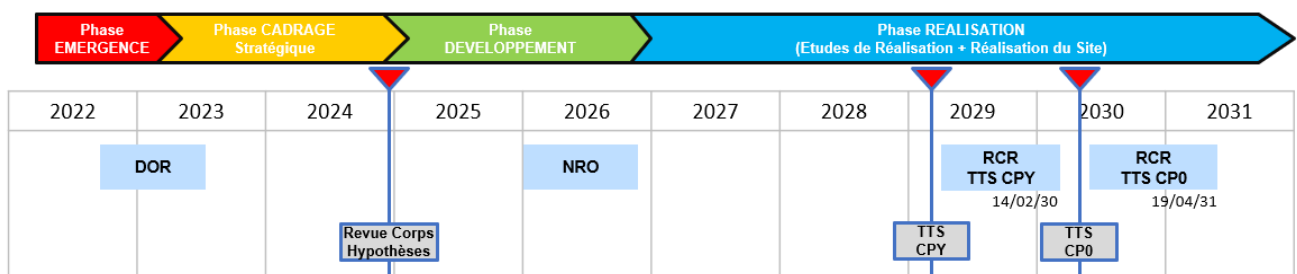 Phase
EMERGENCE
Phase CADRAGE
Stratégique
Phase
DEVELOPPEMENT
Phase REALISATION
(Etudes de Réalisation + Réalisation du Site)
2022 2023 2024 2025 2026 2027 2028 2029 2030 2031
DOR
NRO
RCR
TTS CPY
14/02/30
RCR
TTS CP0
19/04/31
Revue Corps
Hypothèses
TTS
CPY
TTS
CP0